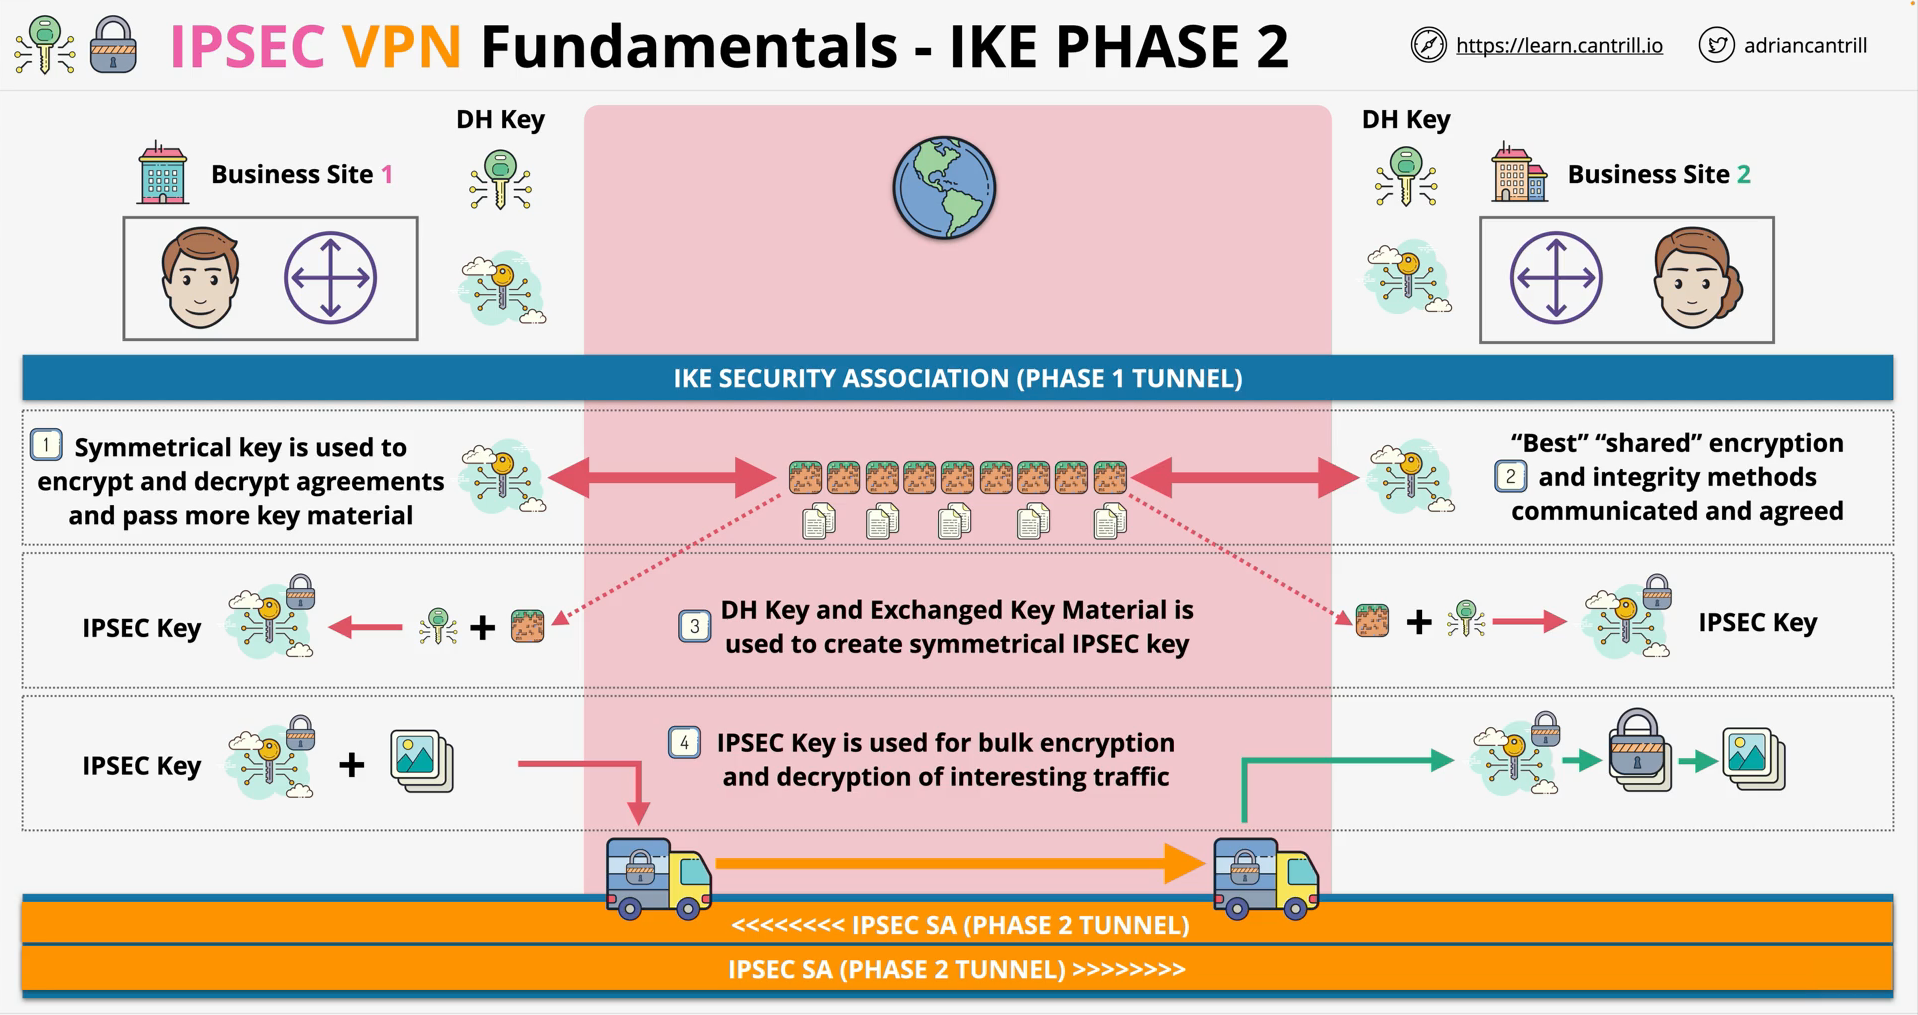 IPSEC VPN Fundamentals - IKE PHASE 2
https://learn.cantrill.io
adriancantrill
DH Key
DH Key
Business Site 1
Business Site 2
IKE SECURITY ASSOCIATION (PHASE 1 TUNNEL)
1
Symmetrical key is used to
encrypt and decrypt agreements
and pass more key material
“Best” “shared” encryption
2
and integrity methods
communicated and agreed
IPSEC Key
+
3
DH Key and Exchanged Key Material is
used to create symmetrical IPSEC key
+
IPSEC Key
IPSEC Key
+
4
IPSEC Key is used for bulk encryption
and decryption of interesting traffic
<<<<<<<< IPSEC SA (PHASE 2 TUNNEL)
IPSEC SA (PHASE 2 TUNNEL) >>>>>>>>